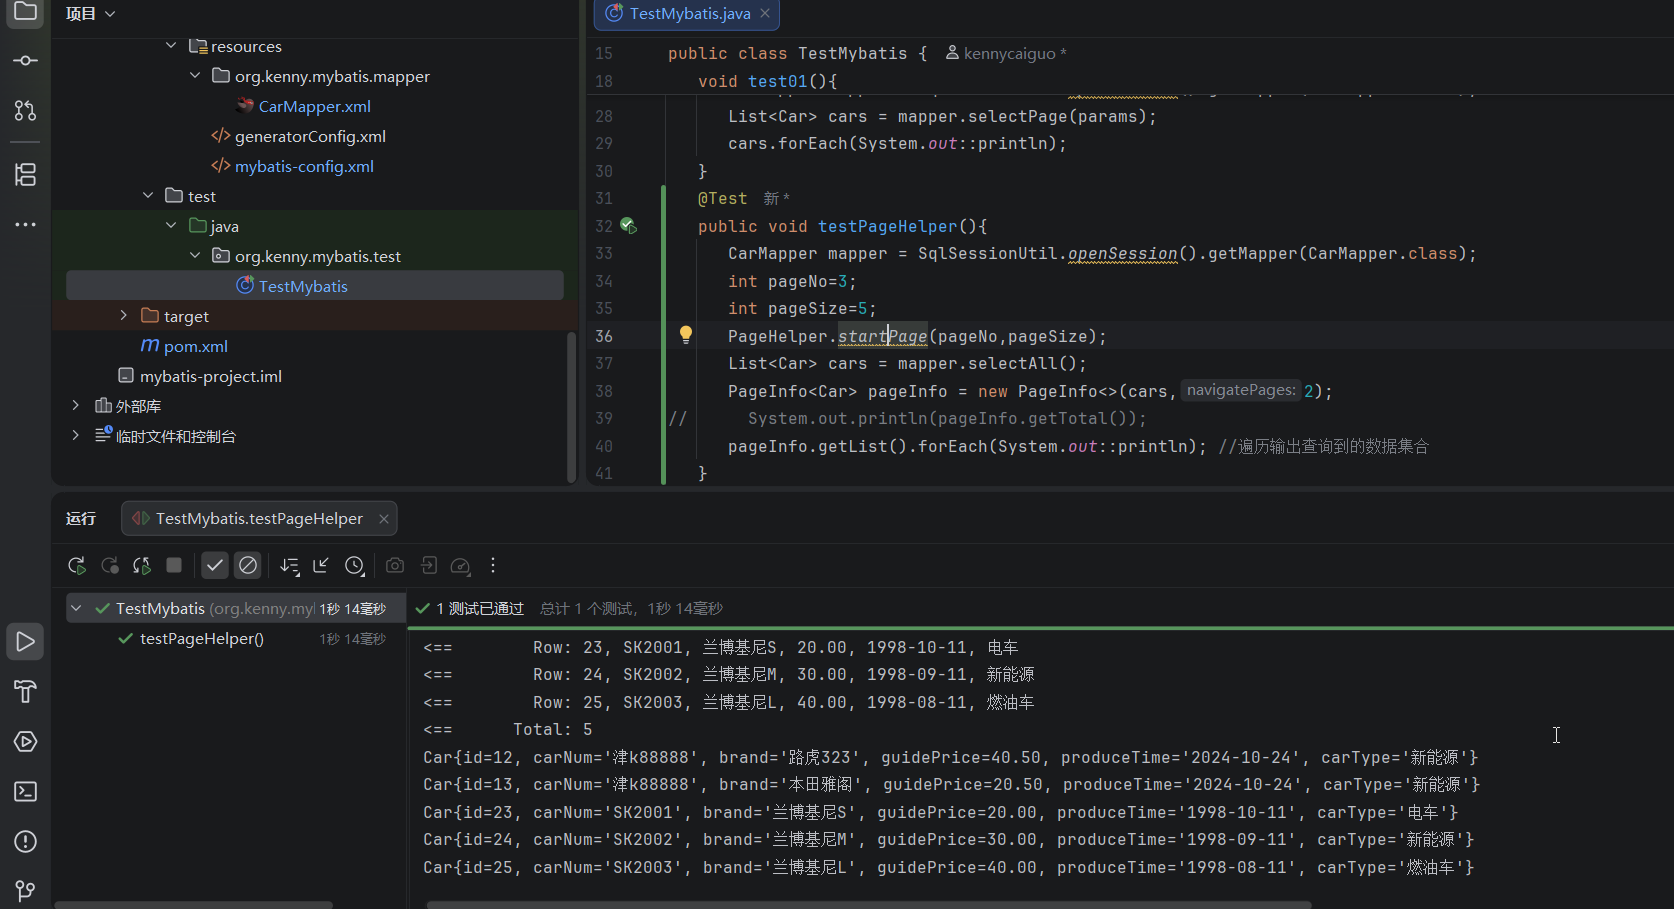 项目
resources
org.kenny.mybatis.mapper
CarMapper.xml
generatorConfig.xml
mybatis-config.xml
test
java
org.kenny.mybatis.test
TestMybatis
target
pom.xml
mybatis-project.iml
外部库
临时文件和控制台
TestMybatis.java
15 public class TestMybatis { kennycaiguo *
18 void test01(){
28 List<Car> cars = mapper.selectPage(params);
29 cars.forEach(System.out::println);
30 }
31 @Test 新 *
32 public void testPageHelper(){
33 CarMapper mapper = SqlSessionUtil.openSession().getMapper(CarMapper.class);
34 int pageNo=3;
35 int pageSize=5;
36 PageHelper.startPage(pageNo,pageSize);
37 List<Car> cars = mapper.selectAll();
38 PageInfo<Car> pageInfo = new PageInfo<>(cars, navigatePages: 2);
39 // System.out.println(pageInfo.getTotal());
40 pageInfo.getList().forEach(System.out::println); //遍历输出查询到的数据集合
41 }
运行 TestMybatis.testPageHelper
TestMybatis (org.kenny.my 1秒 14毫秒
testPageHelper() 1秒 14毫秒
1 测试已通过 总计 1 个测试, 1秒 14毫秒
<== Row: 23, SK2001, 兰博基尼S, 20.00, 1998-10-11, 电车
<== Row: 24, SK2002, 兰博基尼M, 30.00, 1998-09-11, 新能源
<== Row: 25, SK2003, 兰博基尼L, 40.00, 1998-08-11, 燃油车
<== Total: 5
Car{id=12, carNum='津k88888', brand='路虎323', guidePrice=40.50, produceTime='2024-10-24', carType='新能源'}
Car{id=13, carNum='津k88888', brand='本田雅阁', guidePrice=20.50, produceTime='2024-10-24', carType='新能源'}
Car{id=23, carNum='SK2001', brand='兰博基尼S', guidePrice=20.00, produceTime='1998-10-11', carType='电车'}
Car{id=24, carNum='SK2002', brand='兰博基尼M', guidePrice=30.00, produceTime='1998-09-11', carType='新能源'}
Car{id=25, carNum='SK2003', brand='兰博基尼L', guidePrice=40.00, produceTime='1998-08-11', carType='燃油车'}